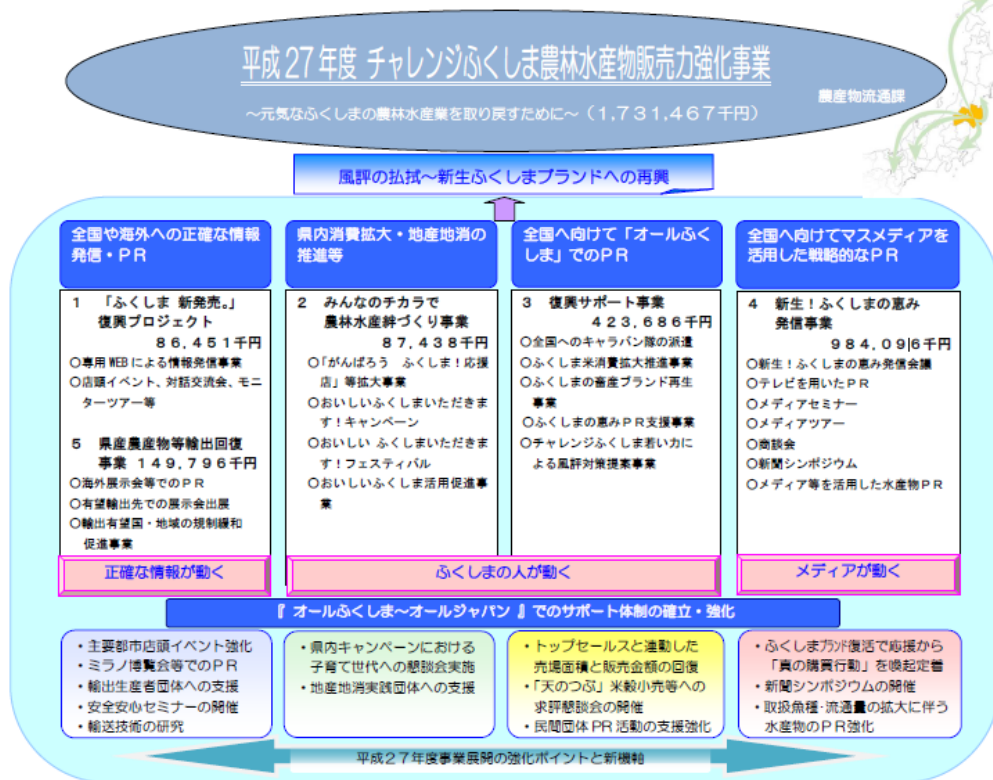 平成27年度 チャレンジふくしま農林水産物販売力強化事業
農産物流通課
～元気なふくしまの農林水産業を取り戻すために～（1,731,467千円）
風評の払拭～新生ふくしまブランドへの再興
全国や海外への正確な情報
発信・PR
1　「ふくしま 新発売。」
復興プロジェクト
86,451千円
○専用WEBによる情報発信事業
○店頭イベント、対話交流会、モニ
ターツアー等
5　県産農産物等輸出回復
事業 149,796千円
○海外展示会等でのPR
○有望輸出先での展示会出展
○輸出有望国・地域の規制緩和
促進事業
正確な情報が動く
県内消費拡大・地産地消の
推進等
2　みんなのチカラで
農林水産絆づくり事業
87,438千円
○「がんばろう　ふくしま！応援
店」等拡大事業
○おいしいふくしまいただきま
す！キャンペーン
○おいしい ふくしまいただきま
す！フェスティバル
○おいしいふくしま活用促進事
業
全国へ向けて「オールふく
しま」でのPR
3　復興サポート事業
423,686千円
○全国へのキャラバン隊の派遣
○ふくしま米消費拡大推進事業
○ふくしまの畜産ブランド再生
事業
○ふくしまの恵みPR支援事業
○チャレンジふくしま若い力に
よる風評対策提案事業
ふくしまの人が動く
全国へ向けてマスメディアを
活用した戦略的なPR
4　新生！ふくしまの恵み
発信事業
984,09|6千円
○新生！ふくしまの恵み発信会議
○テレビを用いたPR
○メディアセミナー
○メディアツアー
○商談会
○新聞シンポジウム
○メディア等を活用した水産物PR
メディアが動く
『 オールふくしま～オールジャパン 』でのサポート体制の確立・強化
・主要都市店頭イベント強化
・ミラノ博覧会等でのPR
・輸出生産者団体への支援
・安全安心セミナーの開催
・輸送技術の研究
・県内キャンペーンにおける
子育て世代への懇談会実施
・地産地消実践団体への支援
・トップセールスと連動した
売場面積と販売金額の回復
・「天のつぶ」米穀小売等への
求評懇談会の開催
・民間団体PR活動の支援強化
・ふくしまブランド復活で応援から
「真の購買行動」を喚起定着
・新聞シンポジウムの開催
・取扱魚種・流通量の拡大に伴う
水産物のPR強化
平成27年度事業展開の強化ポイントと新機軸